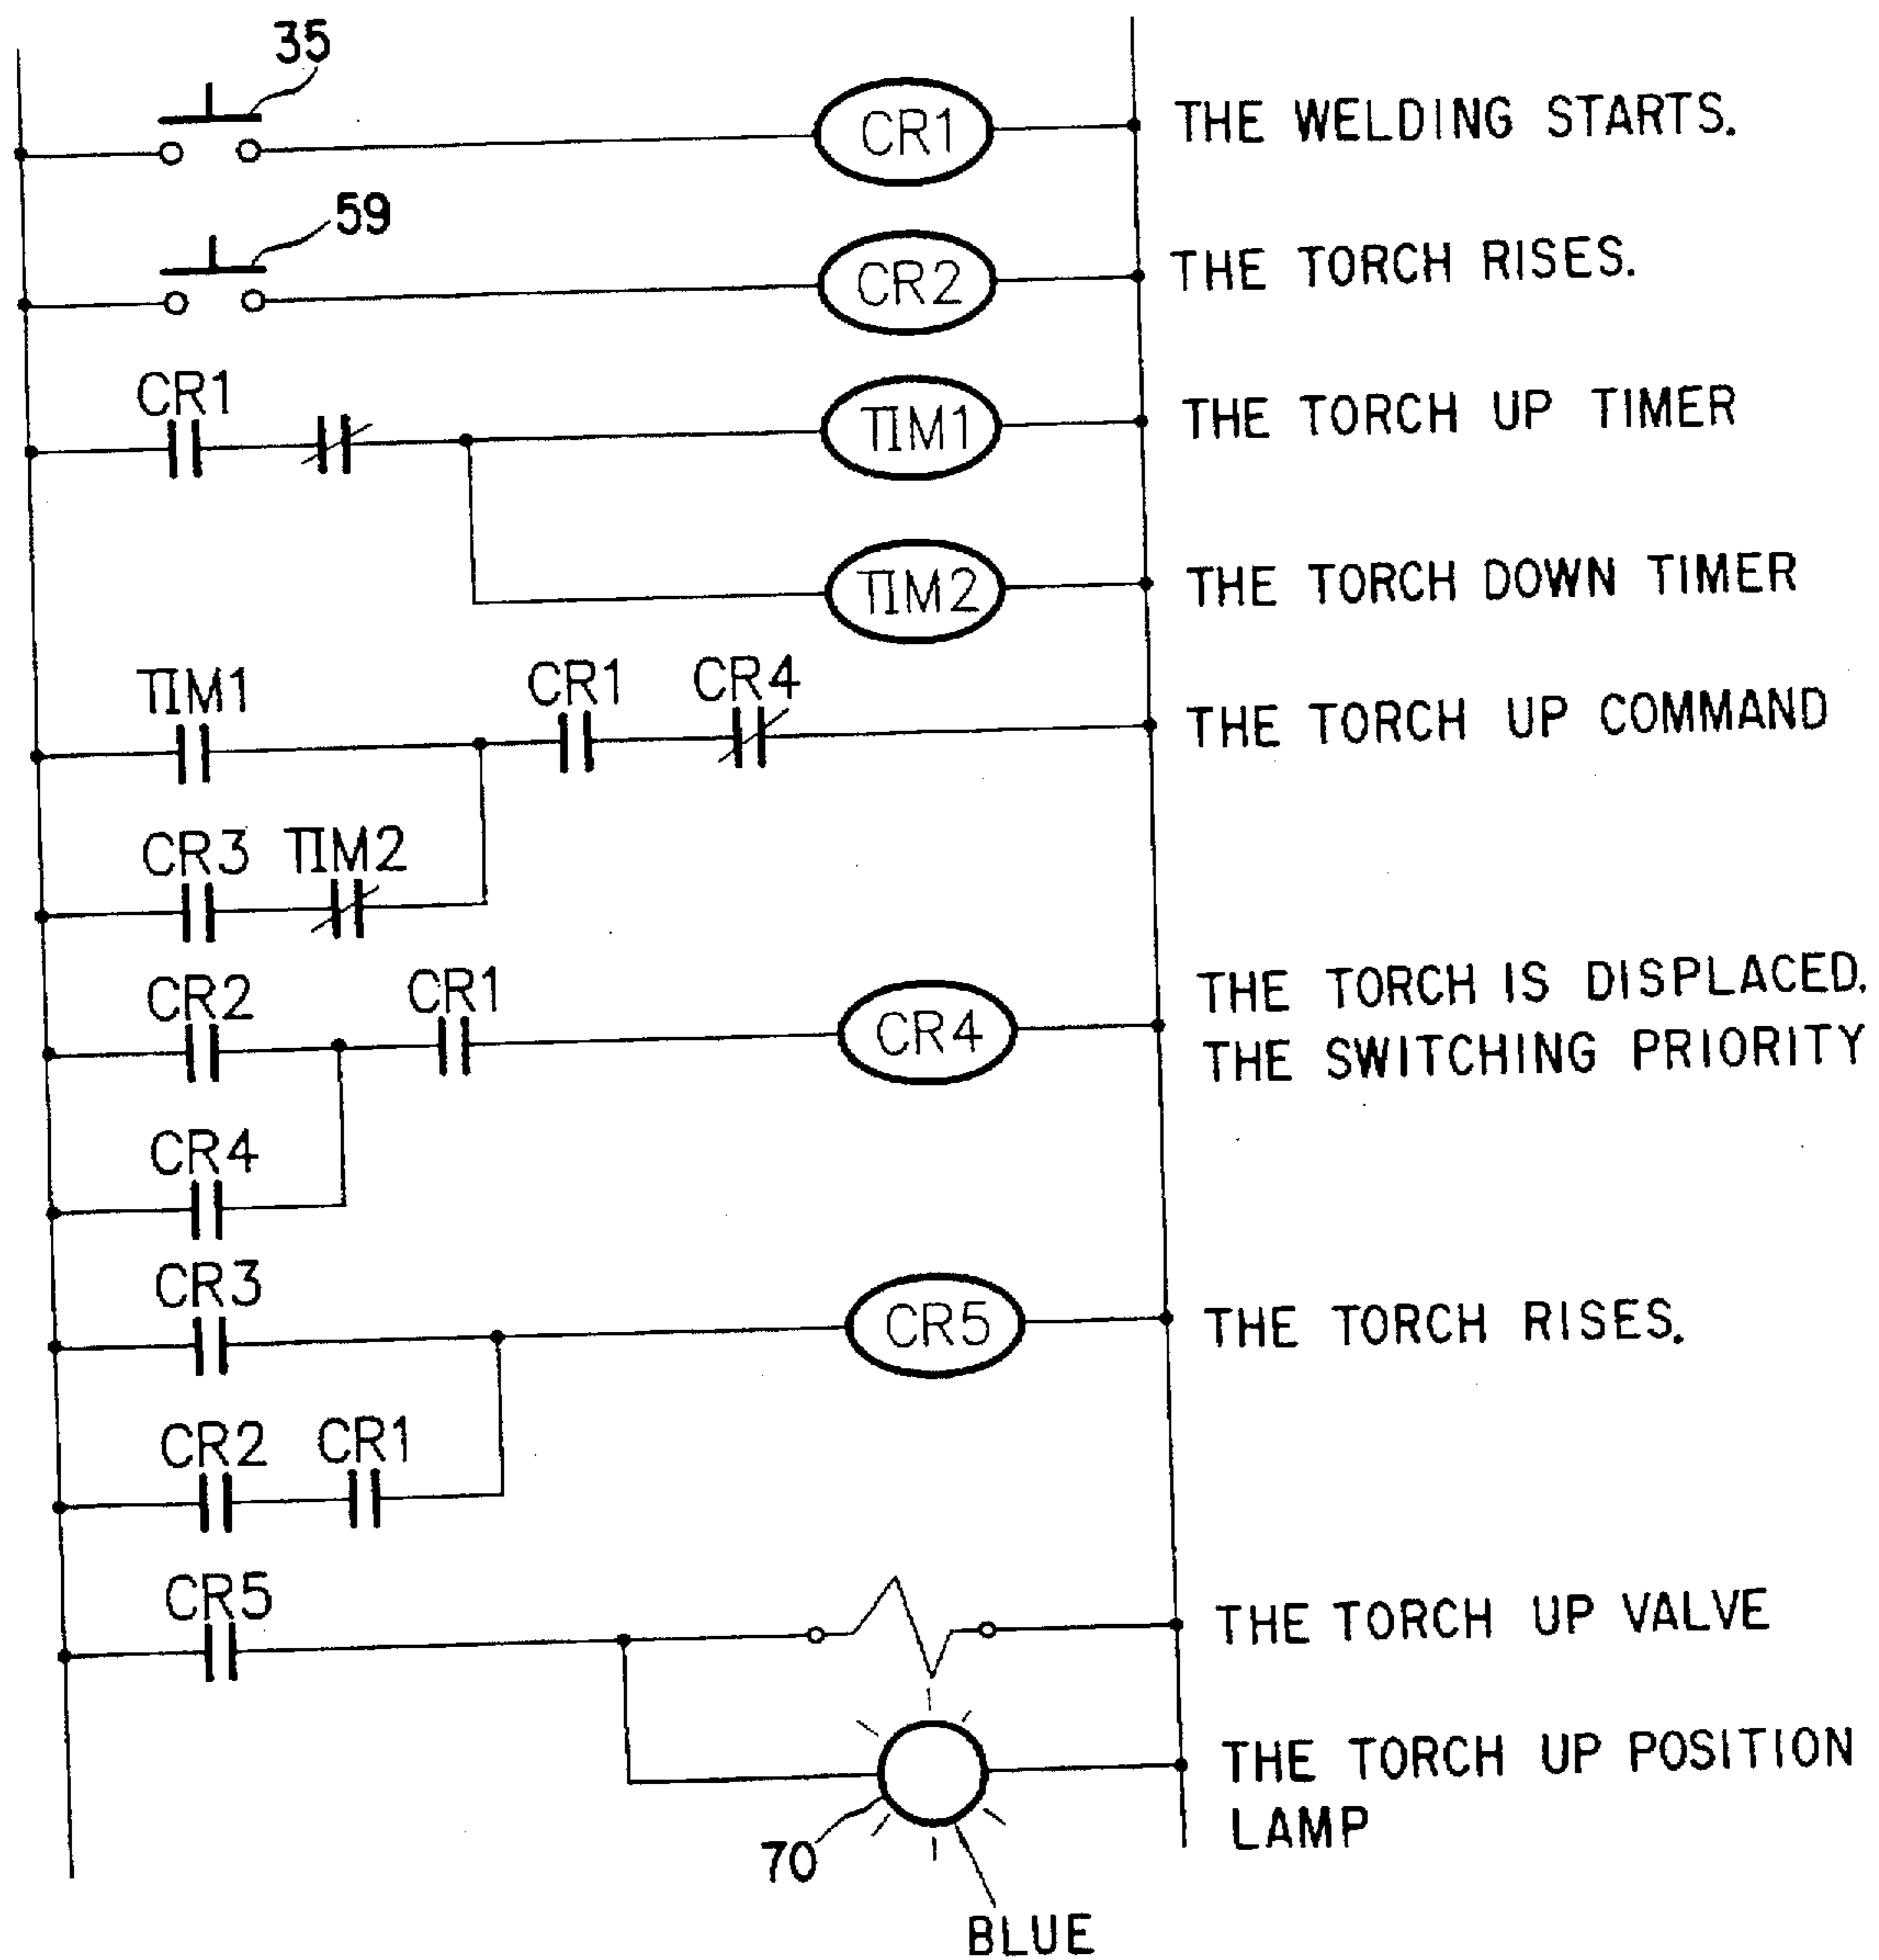 35
CR1 THE WELDING STARTS.
59
CR2 THE TORCH RISES.
CR1
TIM1 THE TORCH UP TIMER
TIM2 THE TORCH DOWN TIMER
TIM1 CR1 CR4
THE TORCH UP COMMAND
CR3 TIM2
CR2 CR1
CR4 THE TORCH IS DISPLACED.
THE SWITCHING PRIORITY
CR4
CR3
CR5 THE TORCH RISES.
CR2 CR1
CR5
THE TORCH UP VALVE
THE TORCH UP POSITION
LAMP
70
BLUE